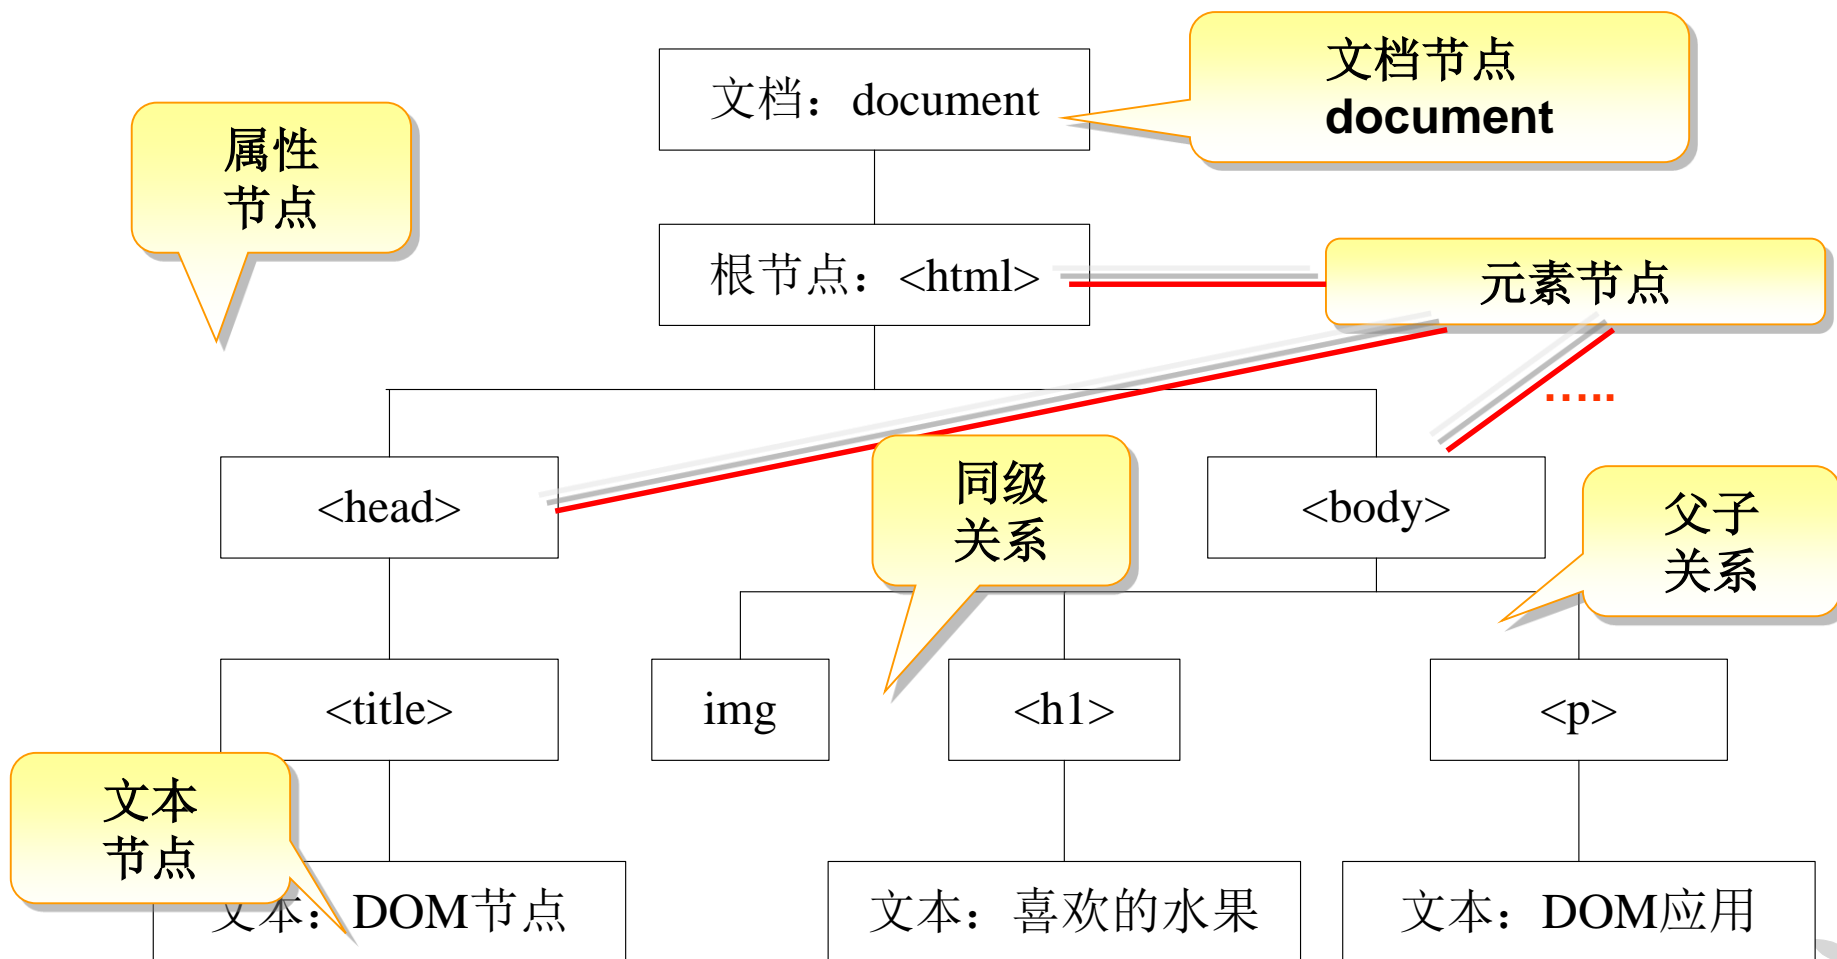 文档：document
文档节点
document
属性
节点
根节点：<html>
元素节点
.....
<head>
同级
关系
<body>
父子
关系
<title>
img
<h1>
<p>
文本
节点
文本：DOM节点
文本：喜欢的水果
文本：DOM应用